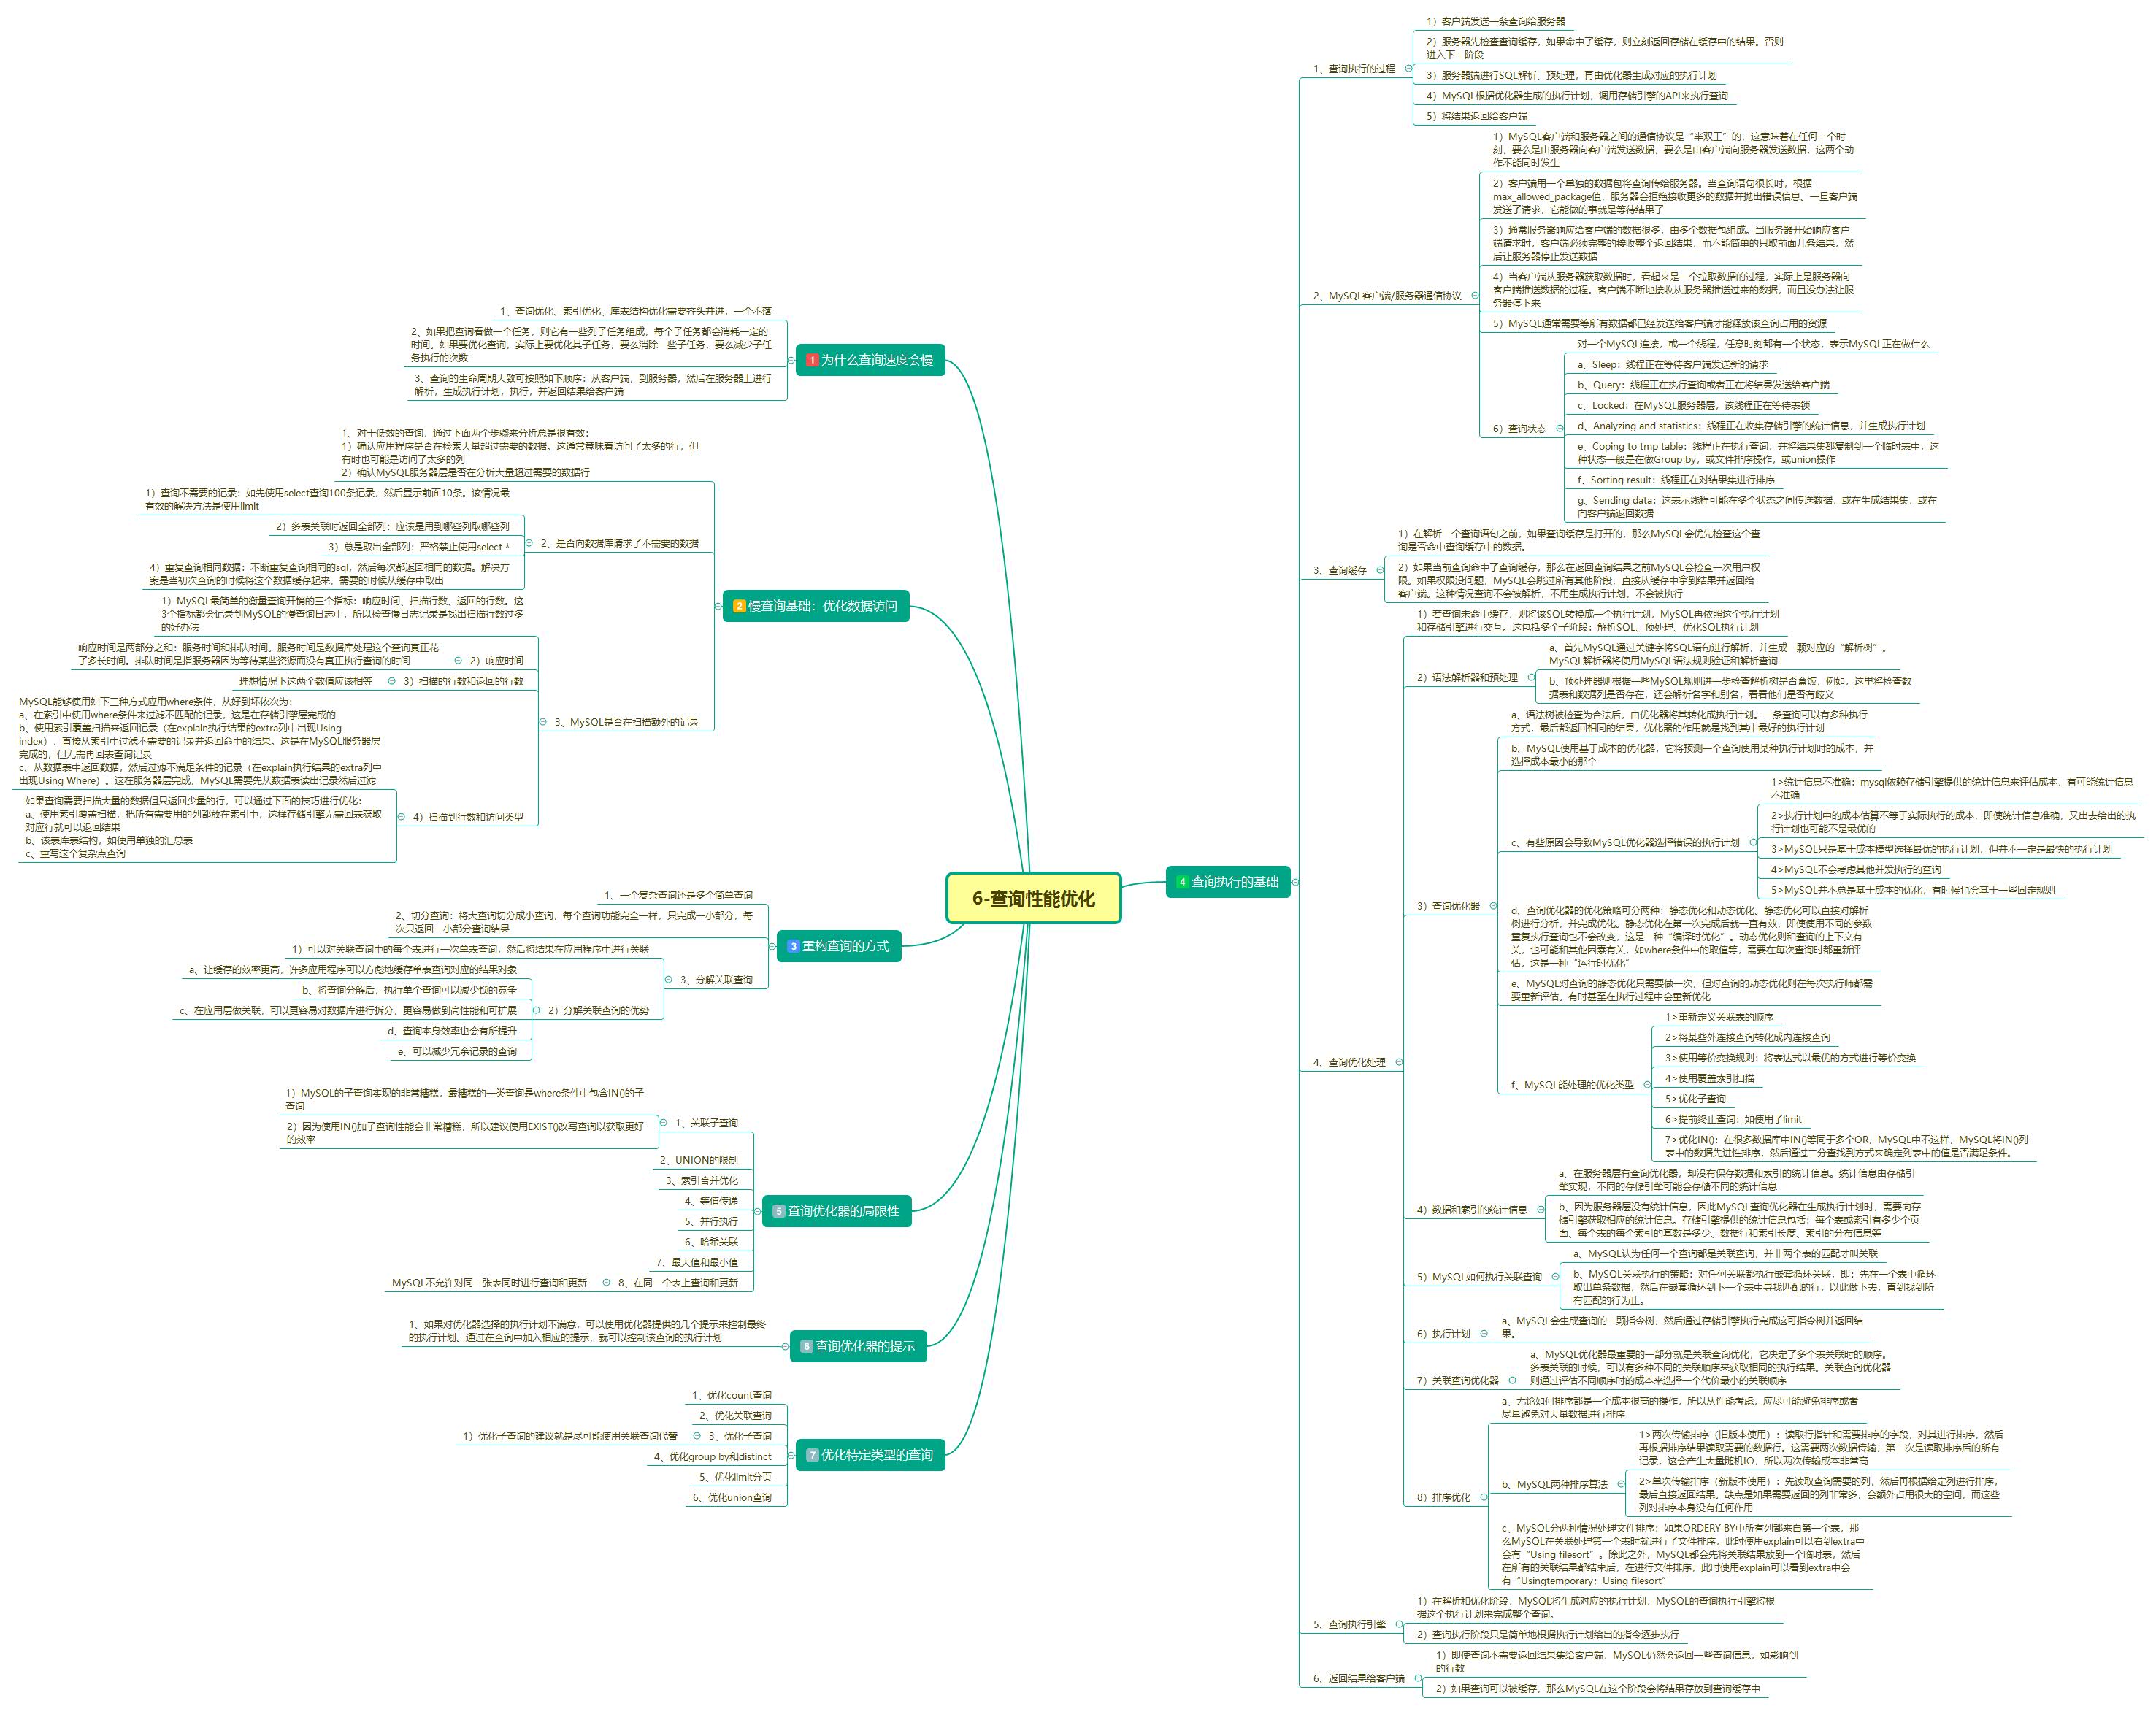 6-查询性能优化
1 为什么查询速度会慢
1、查询优化、索引优化、库表结构优化需要齐头并进，一个不落
2、如果把查询看做一个任务，则它有一些列子任务组成，每个子任务都会消耗一定的
时间。如果要优化查询，实际上要优化其子任务，要么消除一些子任务，要么减少子任
务执行的次数
3、查询的生命周期大致可按照如下顺序：从客户端，到服务器，然后在服务器上进行
解析，生成执行计划，执行，并返回结果给客户端
2 慢查询基础：优化数据访问
1、对于低效的查询，通过下面两个步骤来分析总是很有效：
1）确认应用程序是否在检索大量超过需要的数据。这通常意味着访问了太多的行，但
有时也可能是访问了太多的列
2）确认MySQL服务器层是否在分析大量超过需要的数据行
2、是否向数据库请求了不需要的数据
1）查询不需要的记录：如先使用select查询100条记录，然后显示前面10条。该情况最
有效的解决方法是使用limit
2）多表关联时返回全部列：应该是用到哪些列取哪些列
3）总是取出全部列：严格禁止使用select *
4）重复查询相同数据：不断重复查询相同的sql，然后每次都返回相同的数据。解决方
案是当初次查询的时候将这个数据缓存起来，需要的时候从缓存中取出
3、MySQL是否在扫描额外的记录
1）MySQL最简单的衡量查询开销的三个指标：响应时间、扫描行数、返回的行数。这
3个指标都会记录到MySQL的慢查询日志中，所以检查慢日志记录是找出扫描行数过多
的好办法
2）响应时间
响应时间是两部分之和：服务时间和排队时间。服务时间是数据库处理这个查询真正花
了多长时间。排队时间是指服务器因为等待某些资源而没有真正执行查询的时间
3）扫描的行数和返回的行数
理想情况下这两个数值应该相等
4）扫描到行数和访问类型
MySQL能够使用如下三种方式应用where条件，从好到坏依次为：
a、在索引中使用where条件来过滤不匹配的记录，这是在存储引擎层完成的
b、使用索引覆盖扫描来返回记录（在explain执行结果的extra列中出现Using
index），直接从索引中过滤不需要的记录并返回命中的结果。这是在MySQL服务器层
完成的，但无需再回表查询记录
c、从数据表中返回数据，然后过滤不满足条件的记录（在explain执行结果的extra列中
出现Using Where）。这在服务器层完成，MySQL需要先从数据表读出记录然后过滤
如果查询需要扫描大量的数据但只返回少量的行，可以通过下面的技巧进行优化：
a、使用索引覆盖扫描，把所有需要用的列都放在索引中，这样存储引擎无需回表获取
对应行就可以返回结果
b、该表库表结构，如使用单独的汇总表
c、重写这个复杂点查询
3 重构查询的方式
1、一个复杂查询还是多个简单查询
2、切分查询：将大查询切分成小查询，每个查询功能完全一样，只完成一小部分，每
次只返回一小部分查询结果
3、分解关联查询
1）可以对关联查询中的每个表进行一次单表查询，然后将结果在应用程序中进行关联
2）分解关联查询的优势
a、让缓存的效率更高，许多应用程序可以方彪地缓存单表查询对应的结果对象
b、将查询分解后，执行单个查询可以减少锁的竞争
c、在应用层做关联，可以更容易对数据库进行拆分，更容易做到高性能和可扩展
d、查询本身效率也会有所提升
e、可以减少冗余记录的查询
5 查询优化器的局限性
1、关联子查询
1）MySQL的子查询实现的非常糟糕，最糟糕的一类查询是where条件中包含IN()的子
查询
2）因为使用IN()加子查询性能会非常糟糕，所以建议使用EXIST()改写查询以获取更好
的效率
2、UNION的限制
3、索引合并优化
4、等值传递
5、并行执行
6、哈希关联
7、最大值和最小值
8、在同一个表上查询和更新
MySQL不允许对同一张表同时进行查询和更新
6 查询优化器的提示
1、如果对优化器选择的执行计划不满意，可以使用优化器提供的几个提示来控制最终
的执行计划。通过在查询中加入相应的提示，就可以控制该查询的执行计划
7 优化特定类型的查询
1、优化count查询
2、优化关联查询
3、优化子查询
1）优化子查询的建议就是尽可能使用关联查询代替
4、优化group by和distinct
5、优化limit分页
6、优化union查询
4 查询执行的基础
1、查询执行的过程
1）客户端发送一条查询给服务器
2）服务器先检查查询缓存，如果命中了缓存，则立刻返回存储在缓存中的结果。否则
进入下一阶段
3）服务器端进行SQL解析、预处理，再由优化器生成对应的执行计划
4）MySQL根据优化器生成的执行计划，调用存储引擎的API来执行查询
5）将结果返回给客户端
2、MySQL客户端/服务器通信协议
1）MySQL客户端和服务器之间的通信协议是“半双工”的，这意味着在任何一个时
刻，要么是由服务器向客户端发送数据，要么是由客户端向服务器发送数据，这两个动
作不能同时发生
2）客户端用一个单独的数据包将查询传给服务器。当查询语句很长时，根据
max_allowed_package值，服务器会拒绝接收更多的数据并抛出错误信息。一旦客户端
发送了请求，它能做的事就是等待结果了
3）通常服务器响应给客户端的数据很多，由多个数据包组成。当服务器开始响应客户
端请求时，客户端必须完整的接收整个返回结果，而不能简单的只取前面几条结果，然
后让服务器停止发送数据
4）当客户端从服务器获取数据时，看起来是一个拉取数据的过程，实际上是服务器向
客户端推送数据的过程。客户端不断地接收从服务器推送过来的数据，而且没办法让服
务器停下来
5）MySQL通常需要等所有数据都已经发送给客户端才能释放该查询占用的资源
6）查询状态
对一个MySQL连接，或一个线程，任意时刻都有一个状态，表示MySQL正在做什么
a、Sleep：线程正在等待客户端发送新的请求
b、Query：线程正在执行查询或者正在将结果发送给客户端
c、Locked：在MySQL服务器层，该线程正在等待表锁
d、Analyzing and statistics：线程正在收集存储引擎的统计信息，并生成执行计划
e、Coping to tmp table：线程正在执行查询，并将结果集都复制到一个临时表中，这
种状态一般是在做Group by，或文件排序操作，或union操作
f、Sorting result：线程正在对结果集进行排序
g、Sending data：这表示线程可能在多个状态之间传送数据，或在生成结果集，或在
向客户端返回数据
3、查询缓存
1）在解析一个查询语句之前，如果查询缓存是打开的，那么MySQL会优先检查这个查
询是否命中查询缓存中的数据。
2）如果当前查询命中了查询缓存，那么在返回查询结果之前MySQL会检查一次用户权
限。如果权限没问题，MySQL会跳过所有其他阶段，直接从缓存中拿到结果并返回给
客户端。这种情况查询不会被解析，不用生成执行计划，不会被执行
4、查询优化处理
1）若查询未命中缓存，则将该SQL转换成一个执行计划，MySQL再依照这个执行计划
和存储引擎进行交互。这包括多个子阶段：解析SQL、预处理、优化SQL执行计划
2）语法解析器和预处理
a、首先MySQL通过关键字将SQL语句进行解析，并生成一颗对应的“解析树”。
MySQL解析器将使用MySQL语法规则验证和解析查询
b、预处理器则根据一些MySQL规则进一步检查解析树是否盒饭，例如，这里将检查数
据表和数据列是否存在，还会解析名字和别名，看看他们是否有歧义
3）查询优化器
a、语法树被检查为合法后，由优化器将其转化成执行计划。一条查询可以有多种执行
方式，最后都返回相同的结果，优化器的作用就是找到其中最好的执行计划
b、MySQL使用基于成本的优化器，它将预测一个查询使用某种执行计划时的成本，并
选择成本最小的那个
c、有些原因会导致MySQL优化器选择错误的执行计划
1>统计信息不准确：mysql依赖存储引擎提供的统计信息来评估成本，有可能统计信息
不准确
2>执行计划中的成本估算不等于实际执行的成本，即使统计信息准确，又出去给出的执
行计划也可能不是最优的
3>MySQL只是基于成本模型选择最优的执行计划，但并不一定是最快的执行计划
4>MySQL不会考虑其他并发执行的查询
5>MySQL并不总是基于成本的优化，有时候也会基于一些固定规则
d、查询优化器的优化策略可分两种：静态优化和动态优化。静态优化可以直接对解析
树进行分析，并完成优化。静态优化在第一次完成后就一直有效，即使使用不同的参数
重复执行查询也不会改变，这是一种“编译时优化”。动态优化则和查询的上下文有
关，也可能和其他因素有关，如where条件中的取值等，需要在每次查询时都重新评
估，这是一种“运行时优化”
e、MySQL对查询的静态优化只需要做一次，但对查询的动态优化则在每次执行师都需
要重新评估。有时甚至在执行过程中会重新优化
f、MySQL能处理的优化类型
1>重新定义关联表的顺序
2>将某些外连接查询转化成内连接查询
3>使用等价变换规则：将表达式以最优的方式进行等价变换
4>使用覆盖索引扫描
5>优化子查询
6>提前终止查询：如使用了limit
7>优化IN()：在很多数据库中IN()等同于多个OR，MySQL中不这样，MySQL将IN()列
表中的数据先进性排序，然后通过二分查找到方式来确定列表中的值是否满足条件。
4）数据和索引的统计信息
a、在服务器层有查询优化器，却没有保存数据和索引的统计信息。统计信息由存储引
擎实现，不同的存储引擎可能会存储不同的统计信息
b、因为服务器层没有统计信息，因此MySQL查询优化器在生成执行计划时，需要向存
储引擎获取相应的统计信息。存储引擎提供的统计信息包括：每个表或索引有多少个页
面、每个表的每个索引的基数是多少、数据行和索引长度、索引的分布信息等
5）MySQL如何执行关联查询
a、MySQL认为任何一个查询都是关联查询，并非两个表的匹配才叫关联
b、MySQL关联执行的策略：对任何关联都执行嵌套循环关联，即：先在一个表中循环
取出单条数据，然后在嵌套循环到下一个表中寻找匹配的行，以此做下去，直到找到所
有匹配的行为止。
6）执行计划
a、MySQL会生成查询的一颗指令树，然后通过存储引擎执行完成这可指令树并返回结
果。
7）关联查询优化器
a、MySQL优化器最重要的一部分就是关联查询优化，它决定了多个表关联时的顺序。
多表关联的时候，可以有多种不同的关联顺序来获取相同的执行结果。关联查询优化器
则通过评估不同顺序时的成本来选择一个代价最小的关联顺序
8）排序优化
a、无论如何排序都是一个成本很高的操作，所以从性能考虑，应尽可能避免排序或者
尽量避免对大量数据进行排序
b、MySQL两种排序算法
1>两次传输排序（旧版本使用）：读取行指针和需要排序的字段，对其进行排序，然后
再根据排序结果读取需要的数据行。这需要两次数据传输，第二次是读取排序后的所有
记录，这会产生大量随机IO，所以两次传输成本非常高
2>单次传输排序（新版本使用）；先读取查询需要的列，然后再根据给定列进行排序，
最后直接返回结果。缺点是如果需要返回的列非常多，会额外占用很大的空间，而这些
列对排序本身没有任何作用
c、MySQL分两种情况处理文件排序：如果ORDERY BY中所有列都来自第一个表，那
么MySQL在关联处理第一个表时就进行了文件排序，此时使用explain可以看到extra中
会有“Using filesort”。除此之外，MySQL都会先将关联结果放到一个临时表，然后
在所有的关联结果都结束后，在进行文件排序，此时使用explain可以看到extra中会
有“Usingtemporary；Using filesort”
5、查询执行引擎
1）在解析和优化阶段，MySQL将生成对应的执行计划，MySQL的查询执行引擎将根
据这个执行计划来完成整个查询。
2）查询执行阶段只是简单地根据执行计划给出的指令逐步执行
6、返回结果给客户端
1）即使查询不需要返回结果集给客户端，MySQL仍然会返回一些查询信息，如影响到
的行数
2）如果查询可以被缓存，那么MySQL在这个阶段会将结果存放到查询缓存中